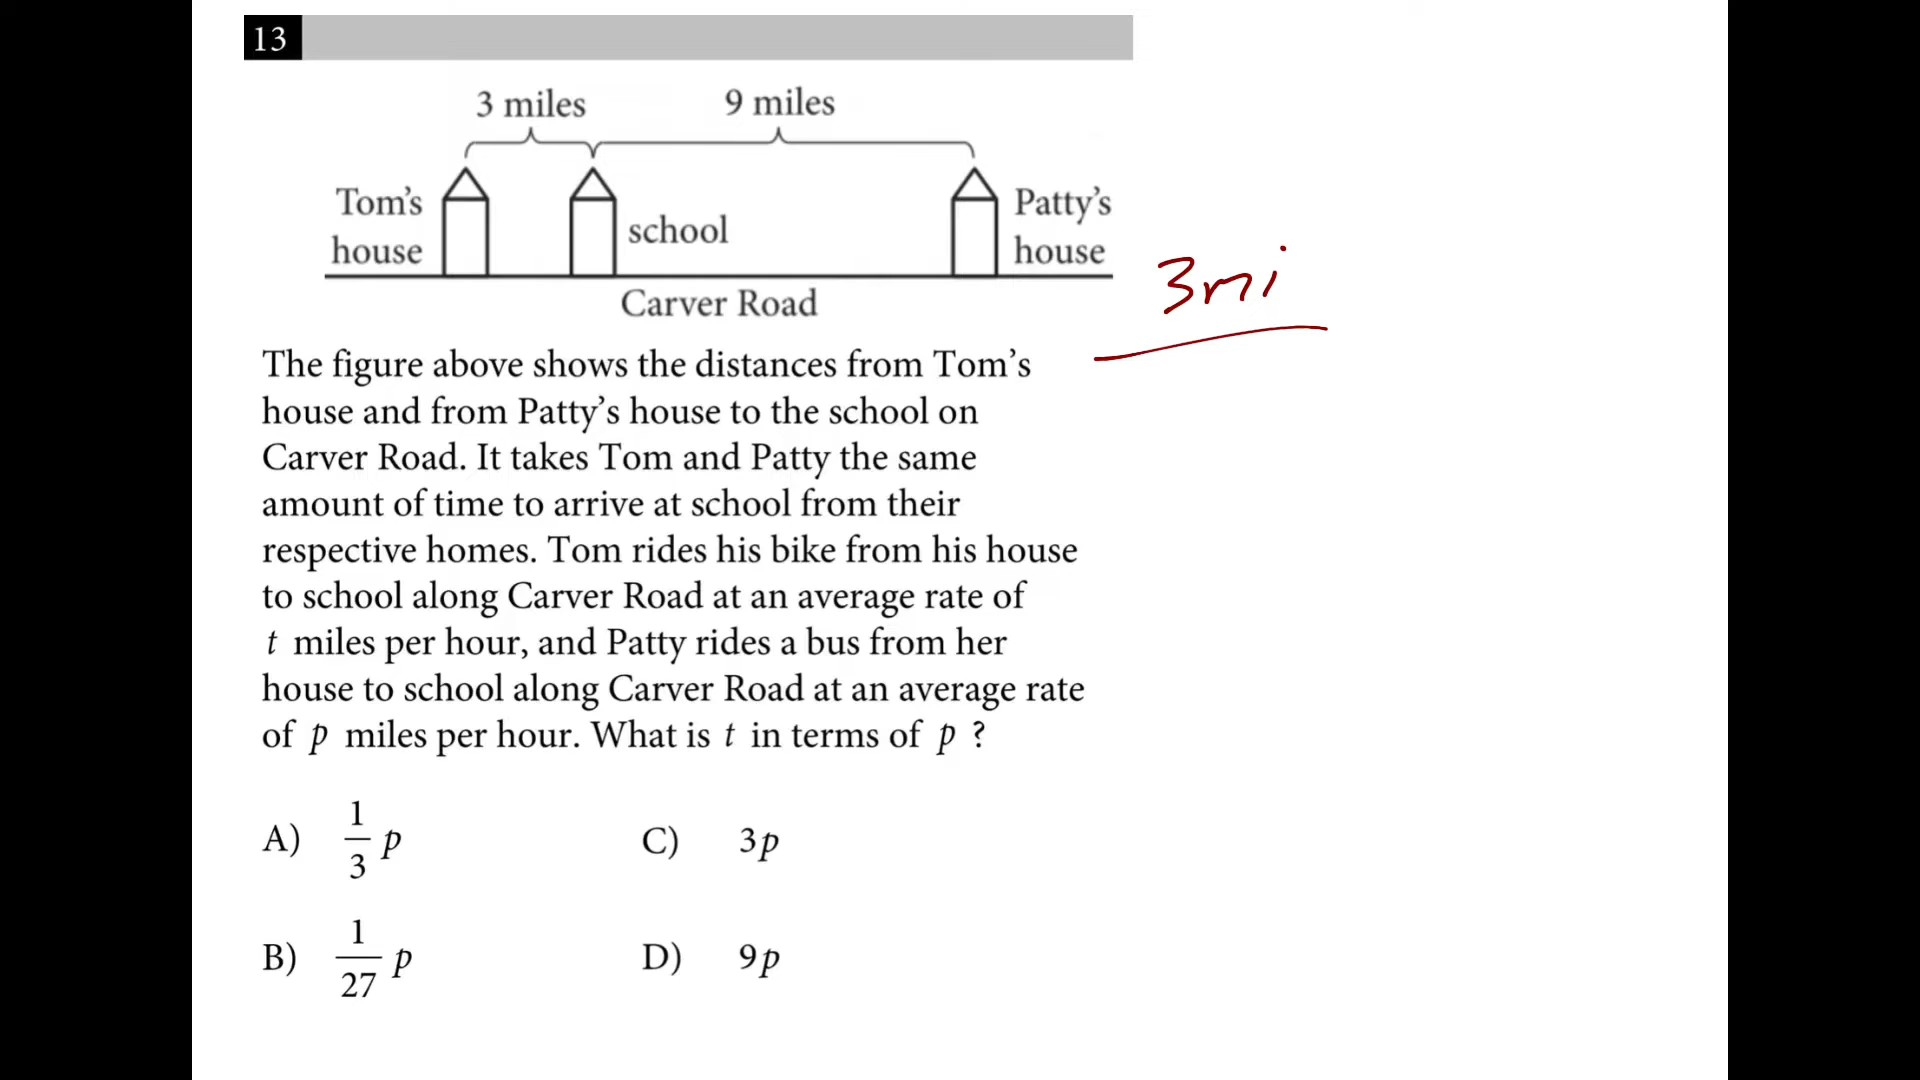 13
3 miles 9 miles
Tom's
house
school
Patty's
house
Carver Road
3mi
The figure above shows the distances from Tom's
house and from Patty's house to the school on
Carver Road. It takes Tom and Patty the same
amount of time to arrive at school from their
respective homes. Tom rides his bike from his house
to school along Carver Road at an average rate of
t miles per hour, and Patty rides a bus from her
house to school along Carver Road at an average rate
of p miles per hour. What is t in terms of p ?
A) 1/3 p C) 3p
B) 1/27 p D) 9p